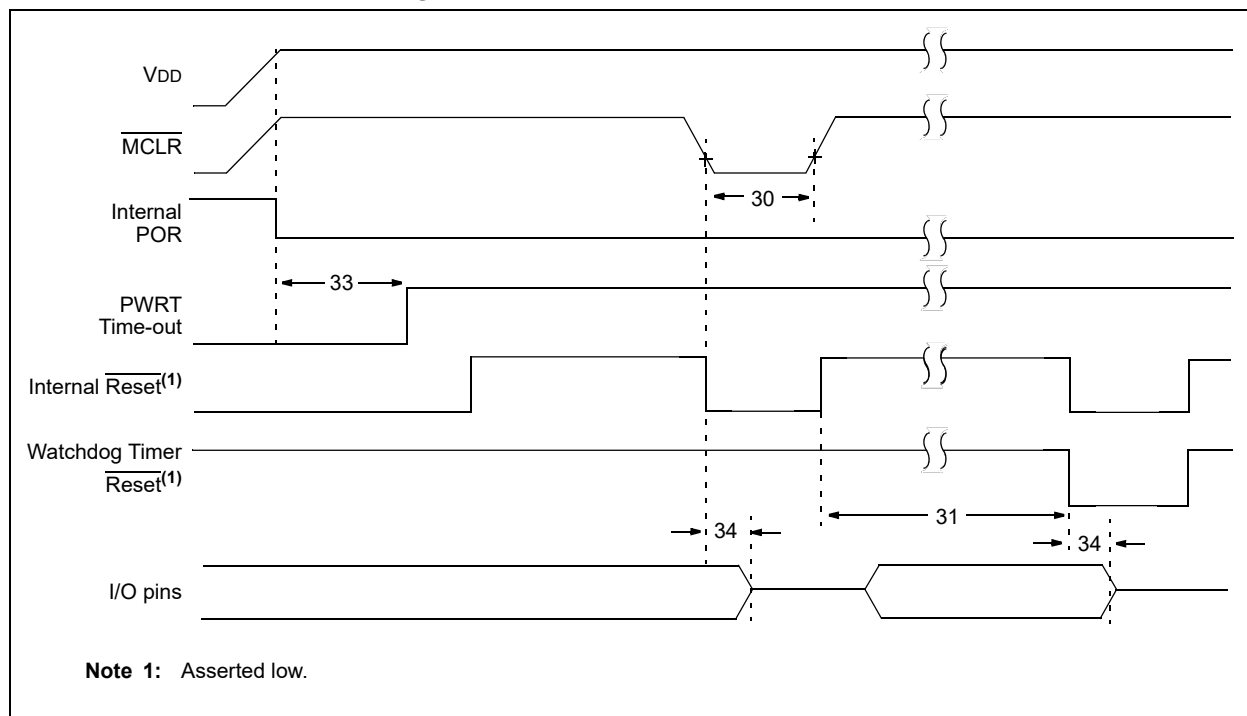 VDD
MCLR
30
Internal
POR
33
PWRT
Time-out
Internal Reset(1)
Watchdog Timer
Reset(1)
31
34
34
I/O pins
Note 1: Asserted low.